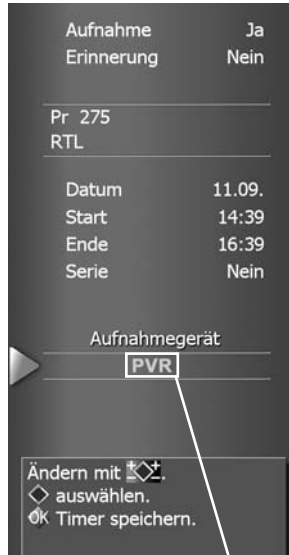 Aufnahme Ja
Erinnerung Nein
Pr 275
RTL
Datum 11.09.
Start 14:39
Ende 16:39
Serie Nein
Aufnahmegerät
PVR
Ändern mit
auswählen.
OK Timer speichern.